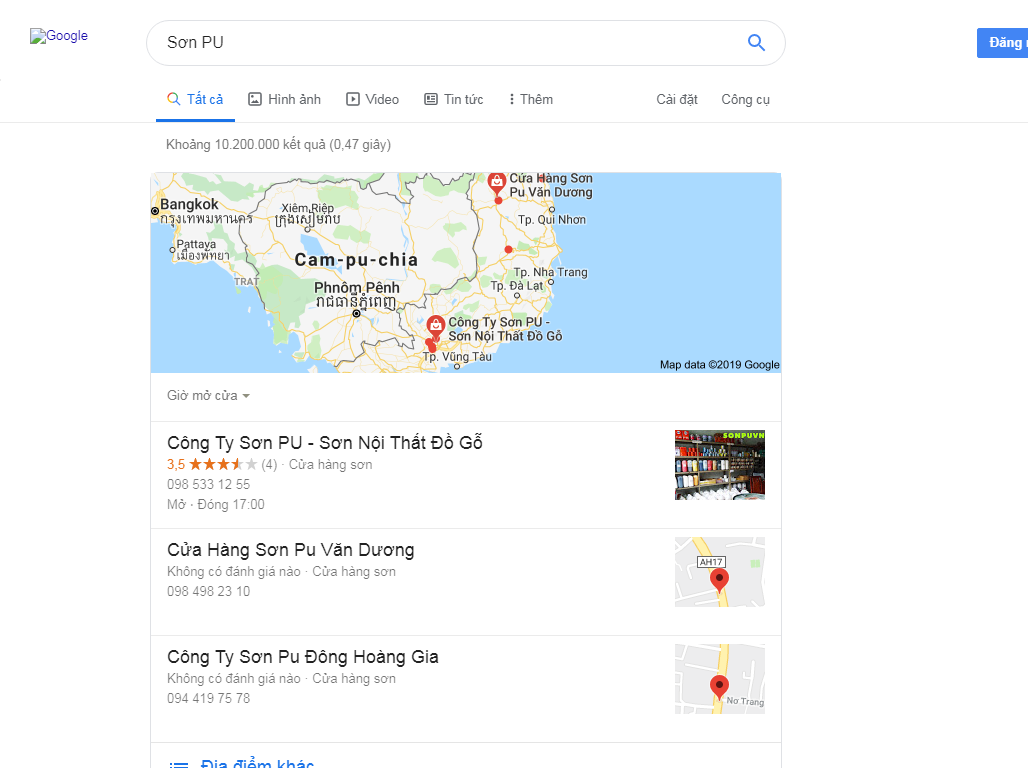 Google
Sơn PU
Đăng
Tất cả
Hình ảnh
Video
Tin tức
Thêm
Cài đặt
Công cụ
Khoảng 10.200.000 kết quả (0,47 giây)
Cửa Hàng Sơn
Pu Văn Dương
Bangkok
กรุงเทพมหานคร
Xiêm Riệp
ក្រុងសៀមរាប
Tp. Qui Nhơn
Pattaya
เมืองพัทยา
Cam-pu-chia
Tp. Nha Trang
TRAT
Phnôm Pênh
Tp. Đà Lạt
រាជធានីភ្នំពេញ
Công Ty Sơn PU -
Sơn Nội Thất Đồ Gỗ
Tp. Vũng Tàu
Map data ©2019 Google
Giờ mở cửa
Công Ty Sơn PU - Sơn Nội Thất Đồ Gỗ
3,5 (4) · Cửa hàng sơn
098 533 12 55
Mở · Đóng 17:00
SONPUVN
Cửa Hàng Sơn Pu Văn Dương
Không có đánh giá nào · Cửa hàng sơn
098 498 23 10
AH17
Công Ty Sơn Pu Đông Hoàng Gia
Không có đánh giá nào · Cửa hàng sơn
094 419 75 78
Nơ Trang
Địa điểm khác